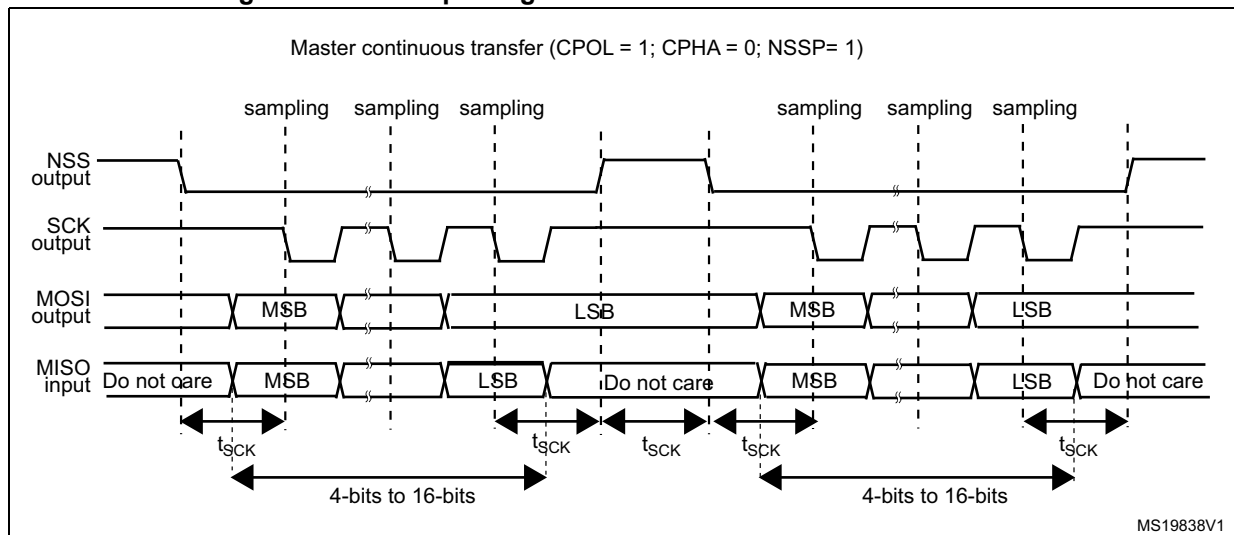 Master continuous transfer (CPOL = 1; CPHA = 0; NSSP= 1)
sampling sampling sampling sampling sampling sampling
NSS
output
SCK
output
MOSI
output
MSB LSB MSB LSB
MISO
input
Do not care MSB LSB Do not care MSB LSB Do not care
tSCK tSCK tSCK tSCK tSCK
4-bits to 16-bits 4-bits to 16-bits
MS19838V1